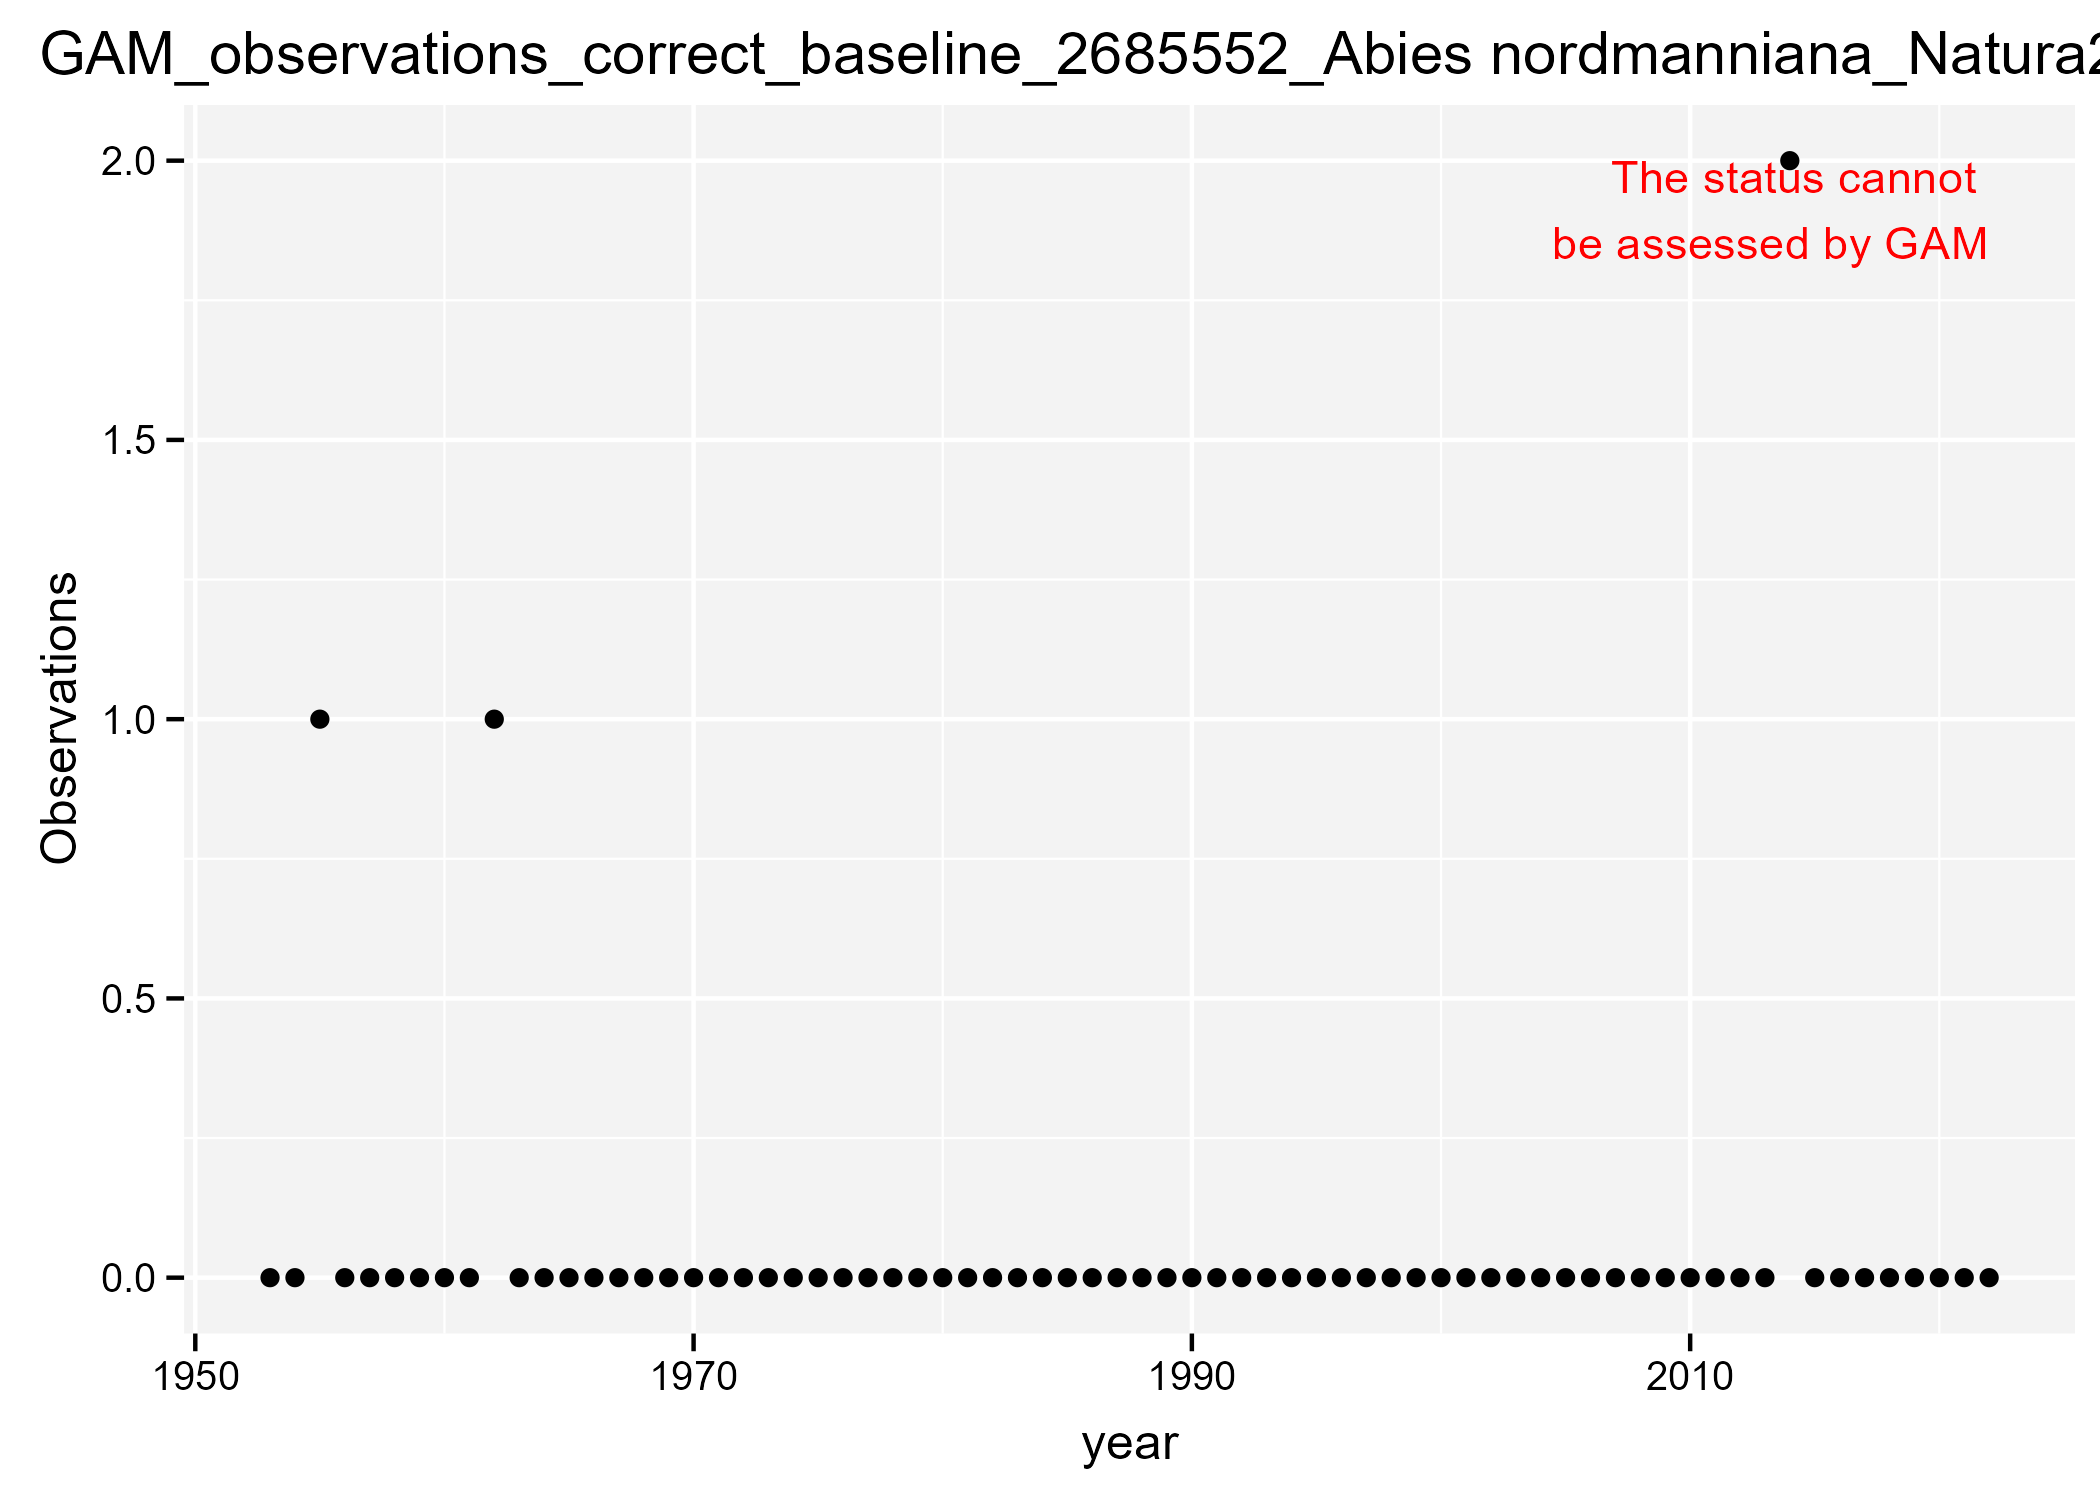 GAM_observations_correct_baseline_2685552_Abies nordmanniana_Natura2
The status cannot
be assessed by GAM
2.0
1.5
1.0
0.5
0.0
Observations
1950 1970 1990 2010
year